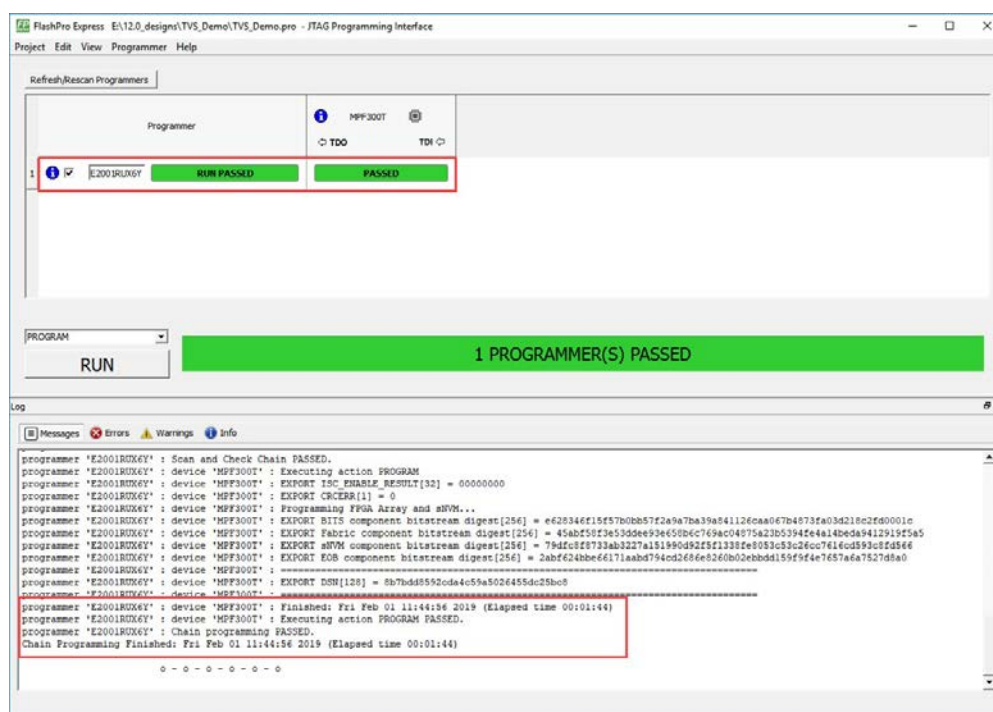 FlashPro Express E:\12.0_designs\TVS_Demo\TVS_Demo.pro - JTAG Programming Interface
Project Edit View Programmer Help
Refresh/Rescan Programmers
Programmer
MPF300T
TDO TDI
1 E2001RUX6Y RUN PASSED PASSED
PROGRAM
RUN
1 PROGRAMMER(S) PASSED
Log
Messages Errors Warnings Info
programmer 'E2001RUX6Y' : Scan and Check Chain PASSED.
programmer 'E2001RUX6Y' : device 'MPF300T' : Executing action PROGRAM
programmer 'E2001RUX6Y' : device 'MPF300T' : EXPORT ISC_ENABLE_RESULT[32] = 00000000
programmer 'E2001RUX6Y' : device 'MPF300T' : EXPORT CRCERR[1] = 0
programmer 'E2001RUX6Y' : device 'MPF300T' : Programming FPGA Array and sNVM...
programmer 'E2001RUX6Y' : device 'MPF300T' : EXPORT BITS component bitstream digest[256] =
programmer 'E2001RUX6Y' : device 'MPF300T' : EXPORT Fabric component bitstream digest[256] =
programmer 'E2001RUX6Y' : device 'MPF300T' : EXPORT sNVM component bitstream digest[256] =
programmer 'E2001RUX6Y' : device 'MPF300T' : EXPORT EOB component bitstream digest[256] =
programmer 'E2001RUX6Y' : device 'MPF300T' : ===================================================================
programmer 'E2001RUX6Y' : device 'MPF300T' : EXPORT DSN[128] = 8b7bdd8592cda4c59a5026455dc25bc8
programmer 'E2001RUX6Y' : device 'MPF300T' : ===================================================================
programmer 'E2001RUX6Y' : device 'MPF300T' : Finished: Fri Feb 01 11:44:56 2019 (Elapsed time 00:01:44)
programmer 'E2001RUX6Y' : device 'MPF300T' : Executing action PROGRAM PASSED.
programmer 'E2001RUX6Y' : Chain programming PASSED.
Chain Programming Finished: Fri Feb 01 11:44:56 2019 (Elapsed time 00:01:44)
o - o - o - o - o - o